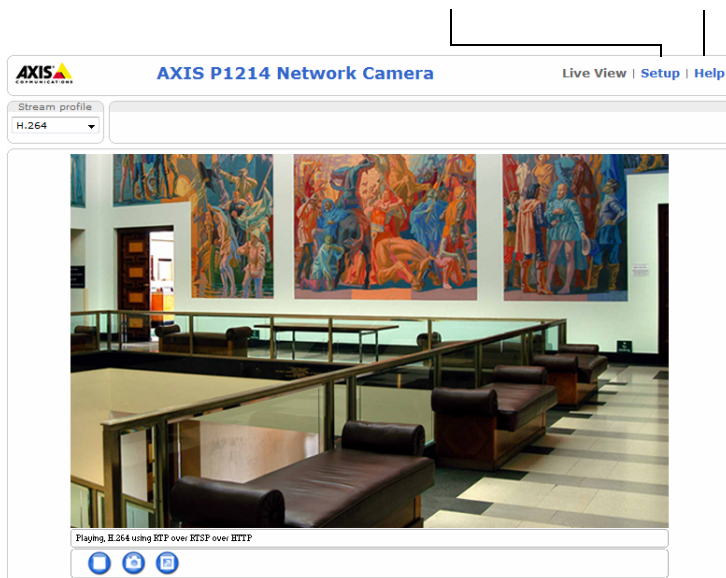 AXIS
COMMUNICATIONS
AXIS P1214 Network Camera
Live View | Setup | Help
Stream profile
H.264
Playing, H.264 using RTP over RTSP over HTTP